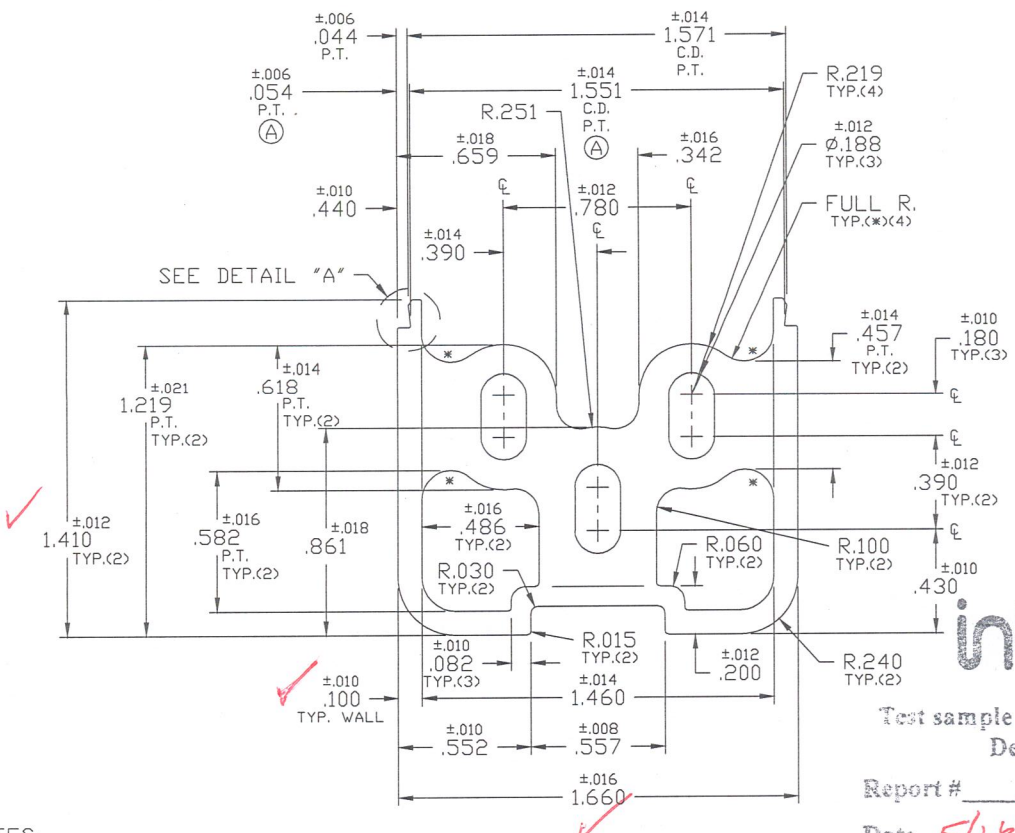 ±.006
.044
P.T.
±.014
1.571
C.D.
P.T.
±.006
.054
P.T.
A
±.014
1.551
C.D.
P.T.
A
R.251
R.219
TYP.(4)
±.012
Ø.188
TYP.(3)
±.018
.659
±.016
.342
±.010
.440
℄
±.012
.780
℄
℄
FULL R.
TYP.(*)(4)
±.014
.390
SEE DETAIL "A"
±.014
.457
P.T.
TYP.(2)
±.010
.180
TYP.(3)
*
*
±.021
1.219
P.T.
TYP.(2)
±.014
.618
P.T.
TYP.(2)
℄
℄
±.012
.390
TYP.(2)
*
*
±.012
1.410
TYP.(2)
±.016
.582
P.T.
TYP.(2)
±.018
.861
±.016
.486
TYP.(2)
℄
R.060
TYP.(2)
R.100
TYP.(2)
R.030
TYP.(2)
±.010
.430
in
R.015
TYP.(2)
±.010
.082
TYP.(3)
±.012
.200
R.240
TYP.(2)
±.010
.100
TYP. WALL
±.014
1.460
Test sample
De
±.010
.552
±.008
.557
±.016
1.660
Report #